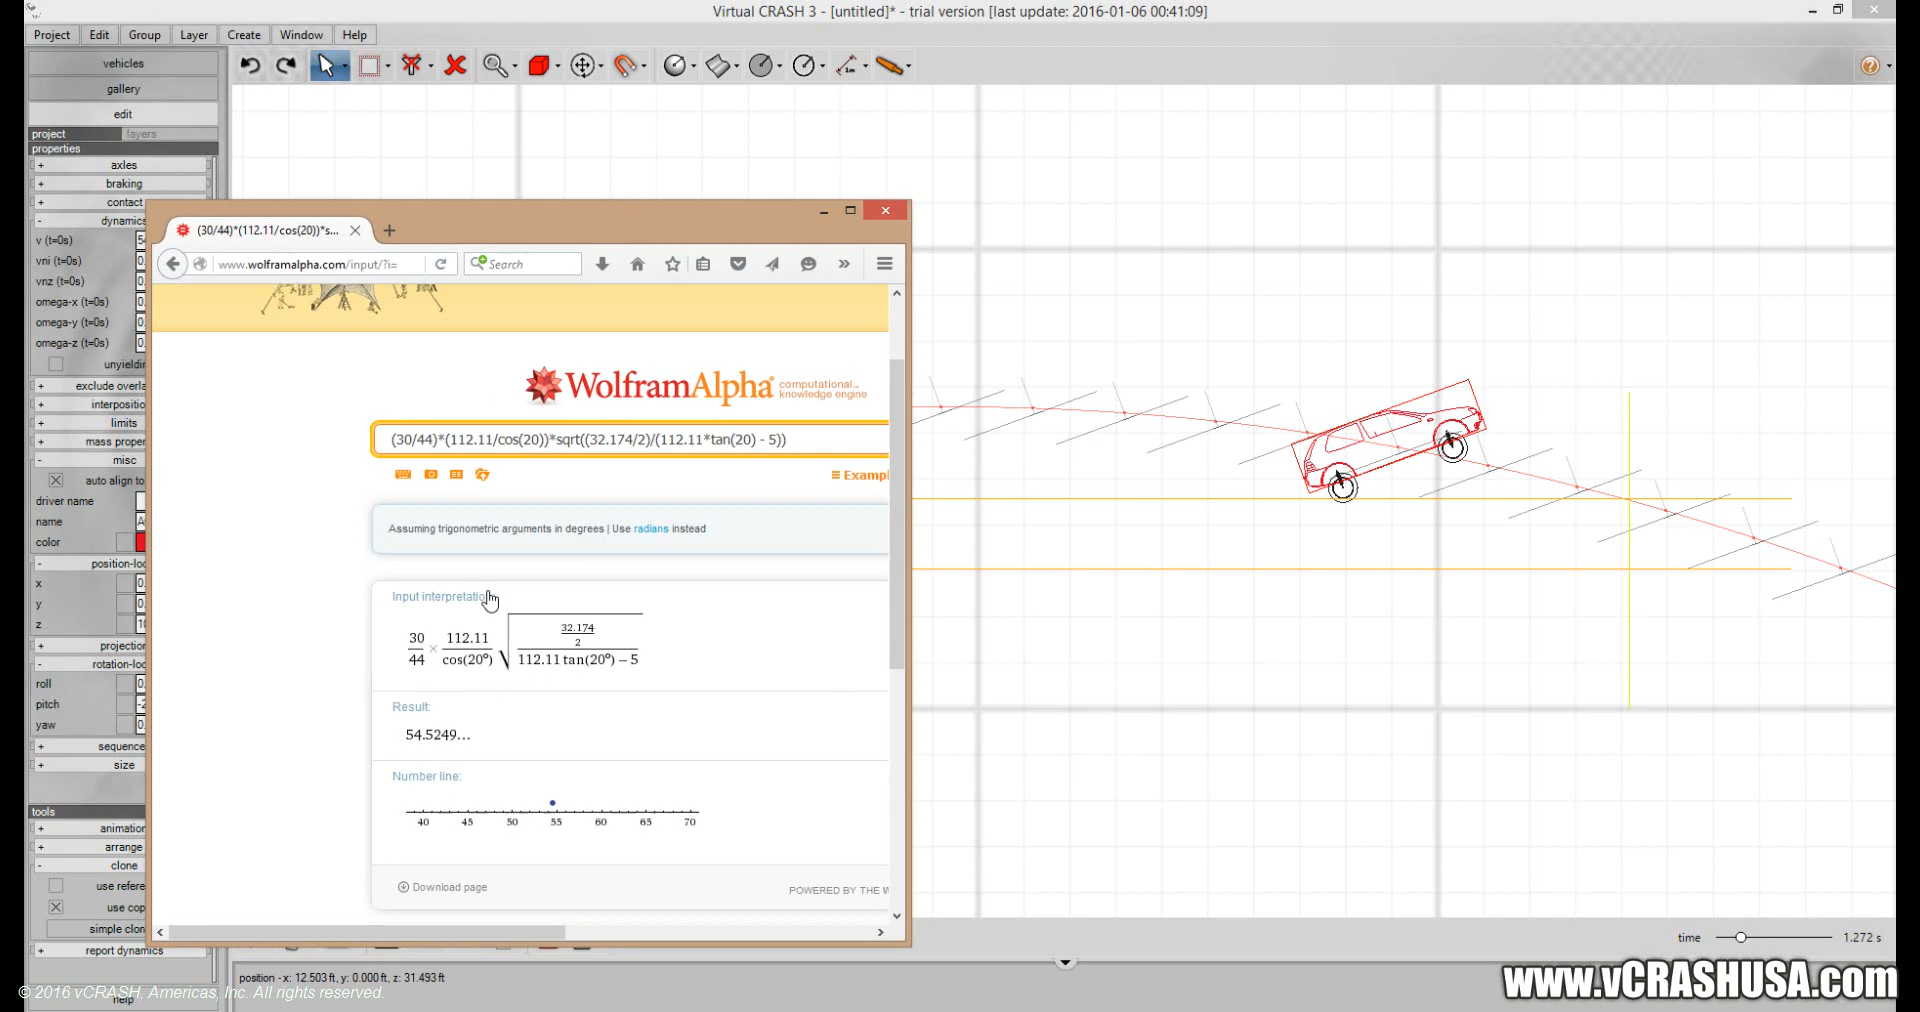 Virtual CRASH 3 - [untitled]* - trial version [last update: 2016-01-06 00:41:09]
Project Edit Group Layer Create Window Help
vehicles
gallery
edit
project layers
properties
+ axles
+ braking
+ contact
- dynamics
v (t=0s)
vni (t=0s)
vnz (t=0s)
omega-x (t=0s)
omega-y (t=0s)
omega-z (t=0s)
unyieldin
+ exclude overla
+ interposition
+ limits
+ mass proper
- misc
auto align to
driver name
name
color
- position-loc
x
y
z
+ projection
- rotation-loc
roll
pitch
yaw
+ sequence
+ size
tools
+ animation
+ arrange
- clone
use refere
use cop
simple clon
+ report dynamics
help
(30/44)*(112.11/cos(20))*s...
www.wolframalpha.com/input/?i=
Search
WolframAlpha computational knowledge engine
(30/44)*(112.11/cos(20))*sqrt((32.174/2)/(112.11*tan(20) - 5))
Exampl
Assuming trigonometric arguments in degrees | Use radians instead
Input interpretation
32.174
2
30 × 112.11
44 cos(20°) √ 112.11 tan(20°) – 5
Result:
54.5249...
Number line:
40 45 50 55 60 65 70
Download page
POWERED BY THE W
time 1.272 s
position - x: 12.503 ft, y: 0.000 ft, z: 31.493 ft
© 2016 vCRASH, Americas, Inc. All rights reserved.
www.vCRASHUSA.com